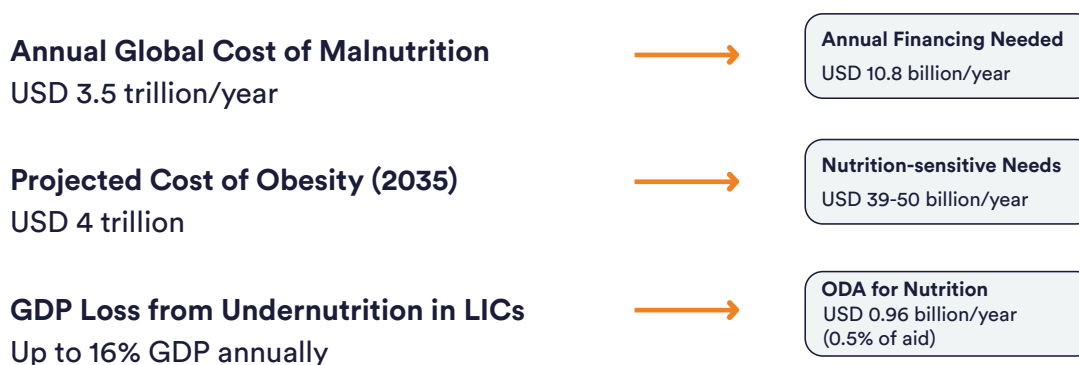 Annual Global Cost of Malnutrition
USD 3.5 trillion/year
Annual Financing Needed
USD 10.8 billion/year
Projected Cost of Obesity (2035)
USD 4 trillion
Nutrition-sensitive Needs
USD 39-50 billion/year
GDP Loss from Undernutrition in LICs
Up to 16% GDP annually
ODA for Nutrition
USD 0.96 billion/year
(0.5% of aid)